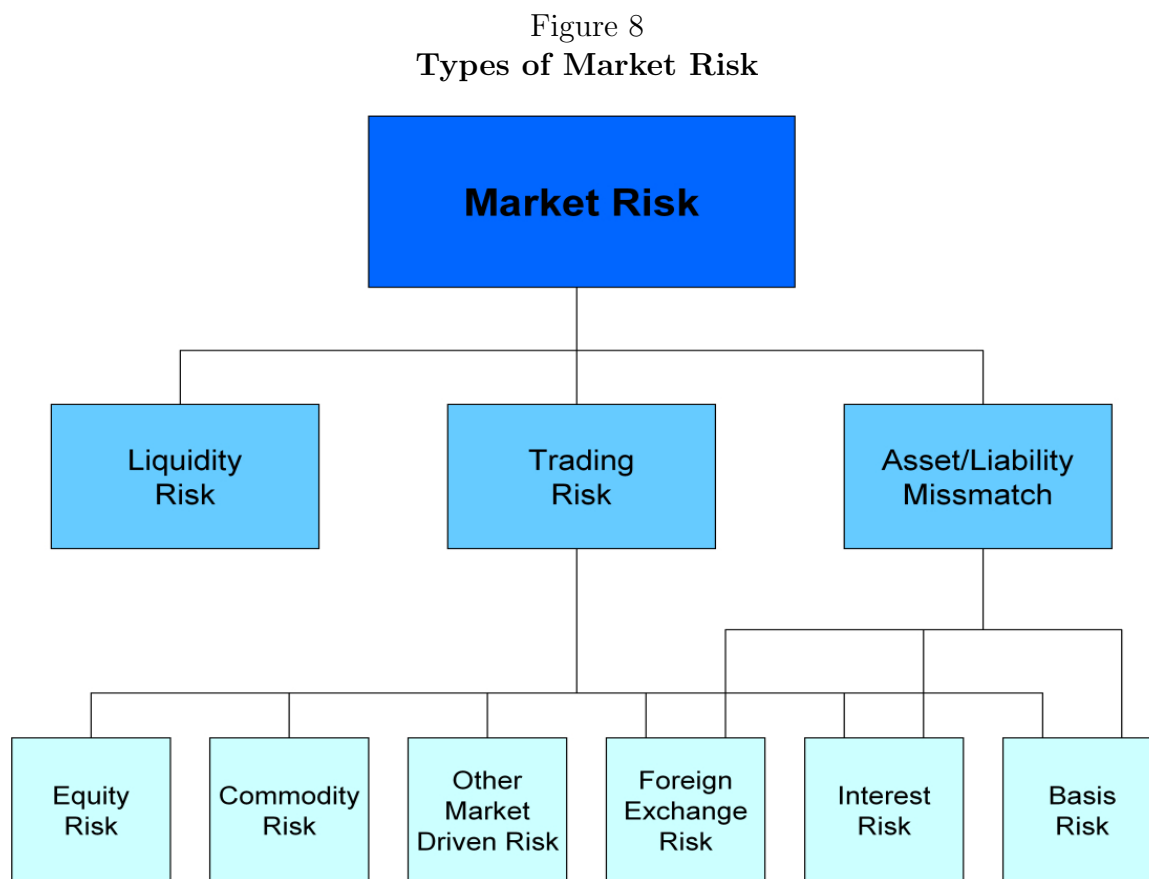 Figure 8
Types of Market Risk
Market Risk
Liquidity
Risk
Trading
Risk
Asset/Liability
Missmatch
Equity
Risk
Commodity
Risk
Other
Market
Driven Risk
Foreign
Exchange
Risk
Interest
Risk
Basis
Risk